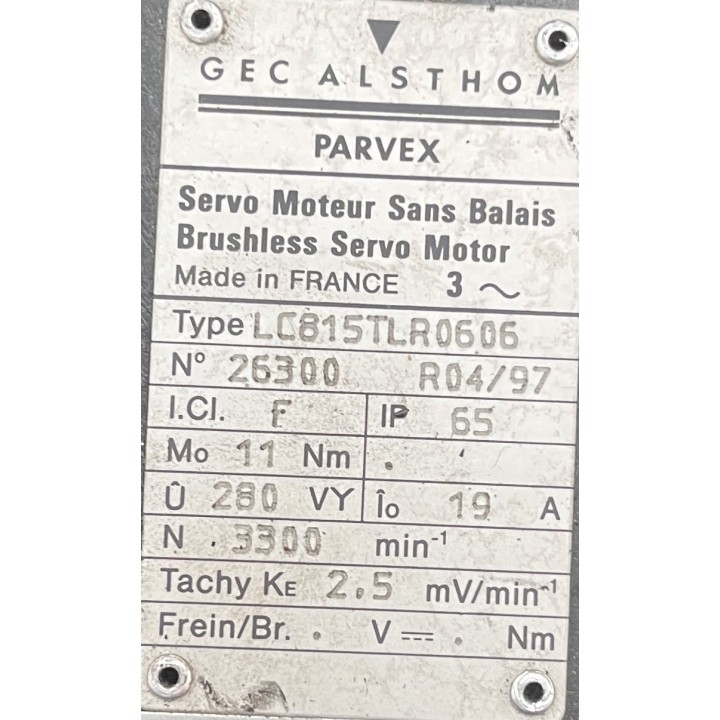 GEC ALSTHOM
PARVEX
Servo Moteur Sans Balais
Brushless Servo Motor
Made in FRANCE 3 ~
Type LC815TLR0606
N° 26300 R04/97
I.Cl. F IP 65
Mo 11 Nm .
Û 280 VY Îo 19 A
N . 3300 min⁻¹
Tachy KE 2.5 mV/min⁻¹
Frein/Br. . V ⎓ . Nm